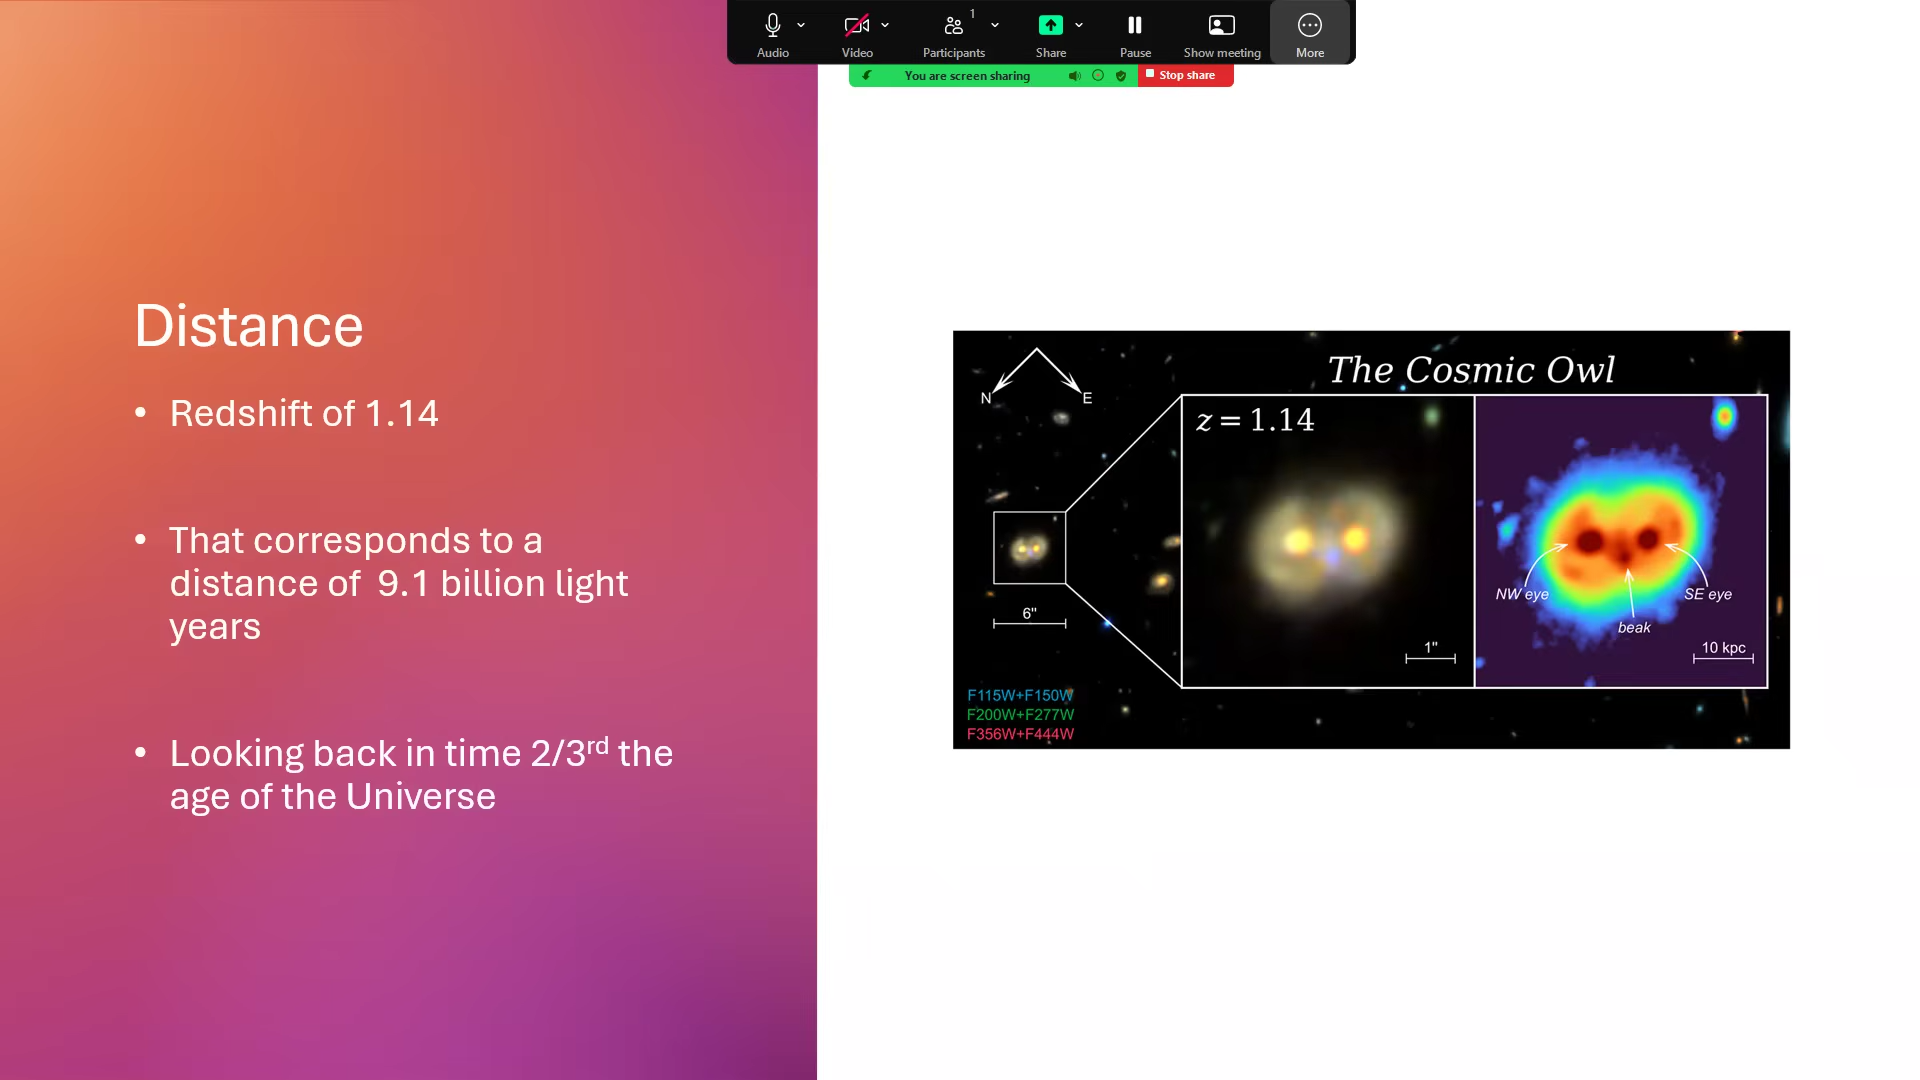 1
Audio
Video
Participants
Share
Pause
Show meeting
More
You are screen sharing
Stop share
Distance
• Redshift of 1.14
• That corresponds to a
distance of 9.1 billion light
years
• Looking back in time 2/3rd the
age of the Universe
The Cosmic Owl
N
E
z = 1.14
6"
1"
NW eye
SE eye
beak
10 kpc
F115W+F150W
F200W+F277W
F356W+F444W